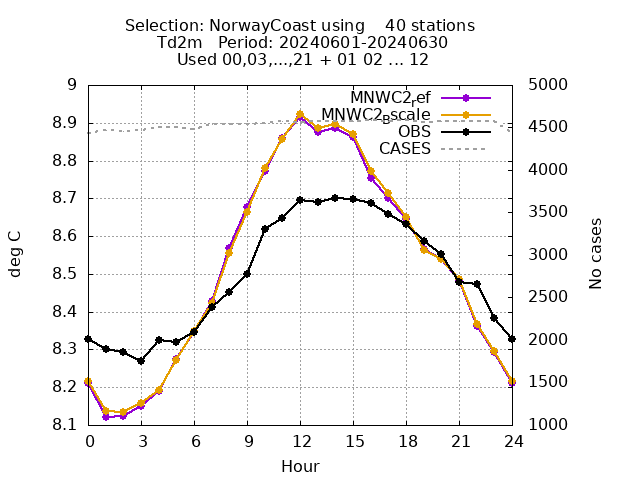 Selection: NorwayCoast using    40 stations
Td2m   Period: 20240601-20240630
Used 00,03,...,21 + 01 02 ... 12
9
8.9
8.8
8.7
8.6
8.5
8.4
8.3
8.2
8.1
5000
4500
4000
3500
3000
2500
2000
1500
1000
MNWC2_ref
MNWC2_Bscale
OBS
CASES
deg C
No cases
0 3 6 9 12 15 18 21 24
Hour